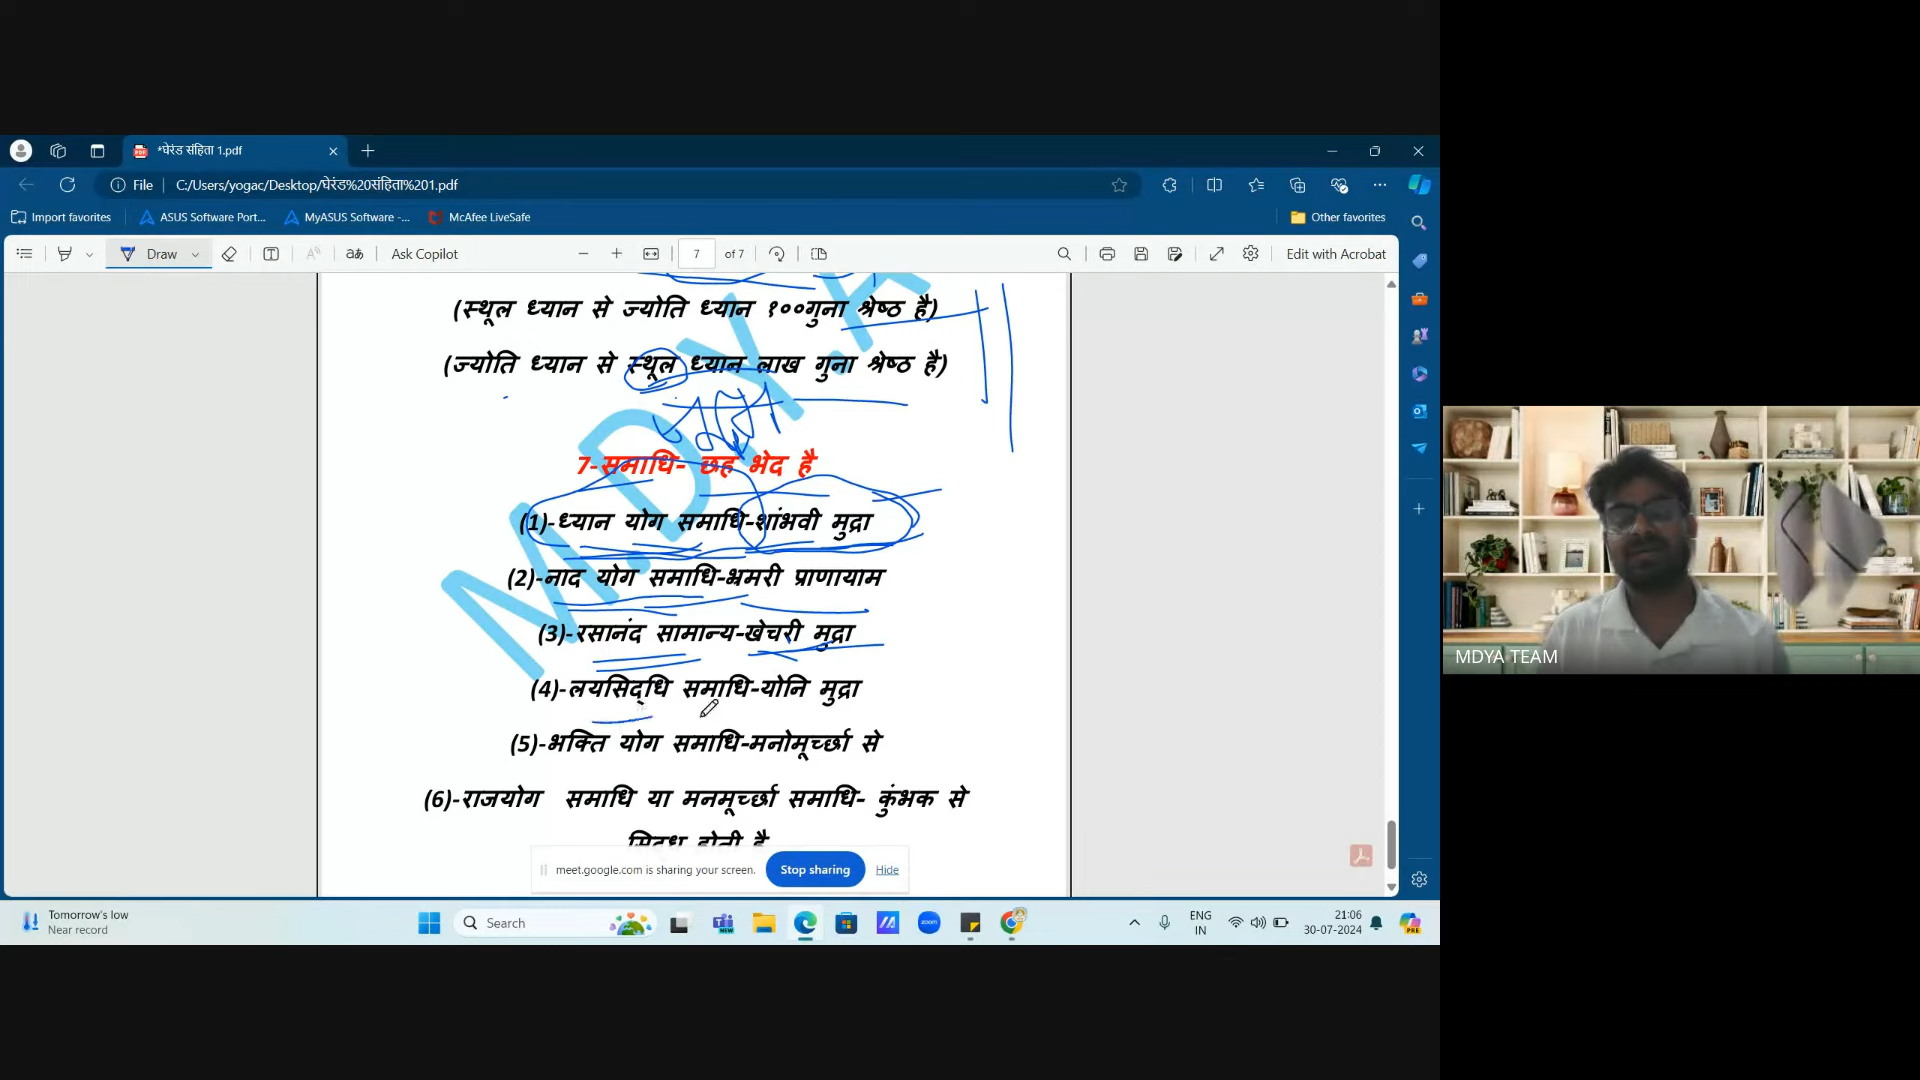 *घेरंड संहिता 1.pdf
File C:/Users/yogac/Desktop/घेरंड%20संहिता%201.pdf
Import favorites ASUS Software Port... MyASUS Software -... McAfee LiveSafe Other favorites
Draw aあ Ask Copilot 7 of 7 Edit with Acrobat
(स्थूल ध्यान से ज्योति ध्यान १००गुना श्रेष्ठ है)
(ज्योति ध्यान से स्थूल ध्यान लाख गुना श्रेष्ठ है)
7-समाधि- छह भेद है
(1)-ध्यान योग समाधि-शांभवी मुद्रा
(2)-नाद योग समाधि-भ्रमरी प्राणायाम
(3)-रसानंद सामान्य-खेचरी मुद्रा
(4)-लयसिद्धि समाधि-योनि मुद्रा
(5)-भक्ति योग समाधि-मनोमूर्च्छा से
(6)-राजयोग समाधि या मनमूर्च्छा समाधि- कुंभक से
सिद्ध होती है
M.D.Y.A
meet.google.com is sharing your screen. Stop sharing Hide
MDYA TEAM
Tomorrow's low
Near record
Search
ENG
IN
21:06
30-07-2024